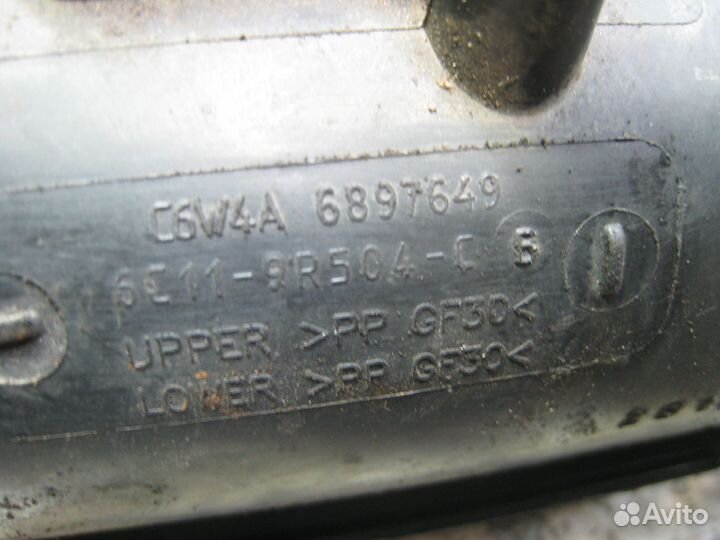 C6W4A 6897649
6C11-9R504-C B
UPPER >PP GF30<
LOWER >PP GF30<
Avito